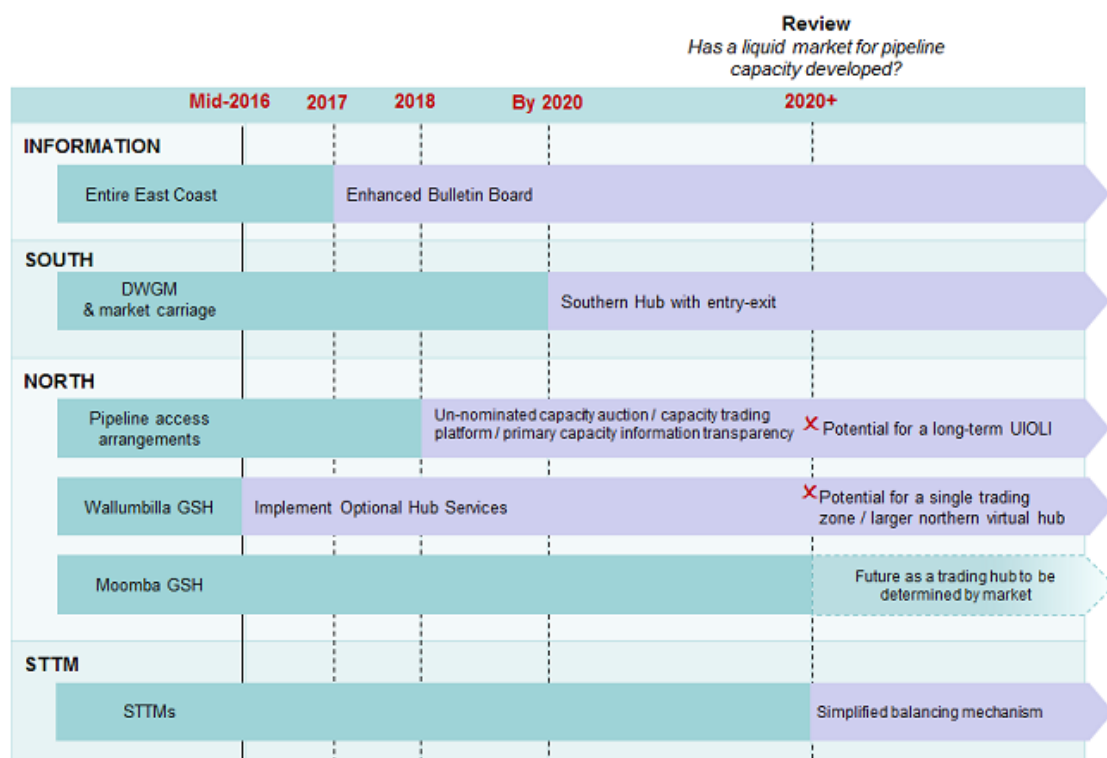 Review
Has a liquid market for pipeline
capacity developed?
Mid-2016 2017 2018 By 2020 2020+
INFORMATION
Entire East Coast
Enhanced Bulletin Board
SOUTH
DWGM
& market carriage
Southern Hub with entry-exit
NORTH
Pipeline access
arrangements
Un-nominated capacity auction / capacity trading
platform / primary capacity information transparency
✗ Potential for a long-term UIOLI
Wallumbilla GSH
Implement Optional Hub Services
✗ Potential for a single trading
zone / larger northern virtual hub
Moomba GSH
Future as a trading hub to be
determined by market
STTM
STTMs
Simplified balancing mechanism